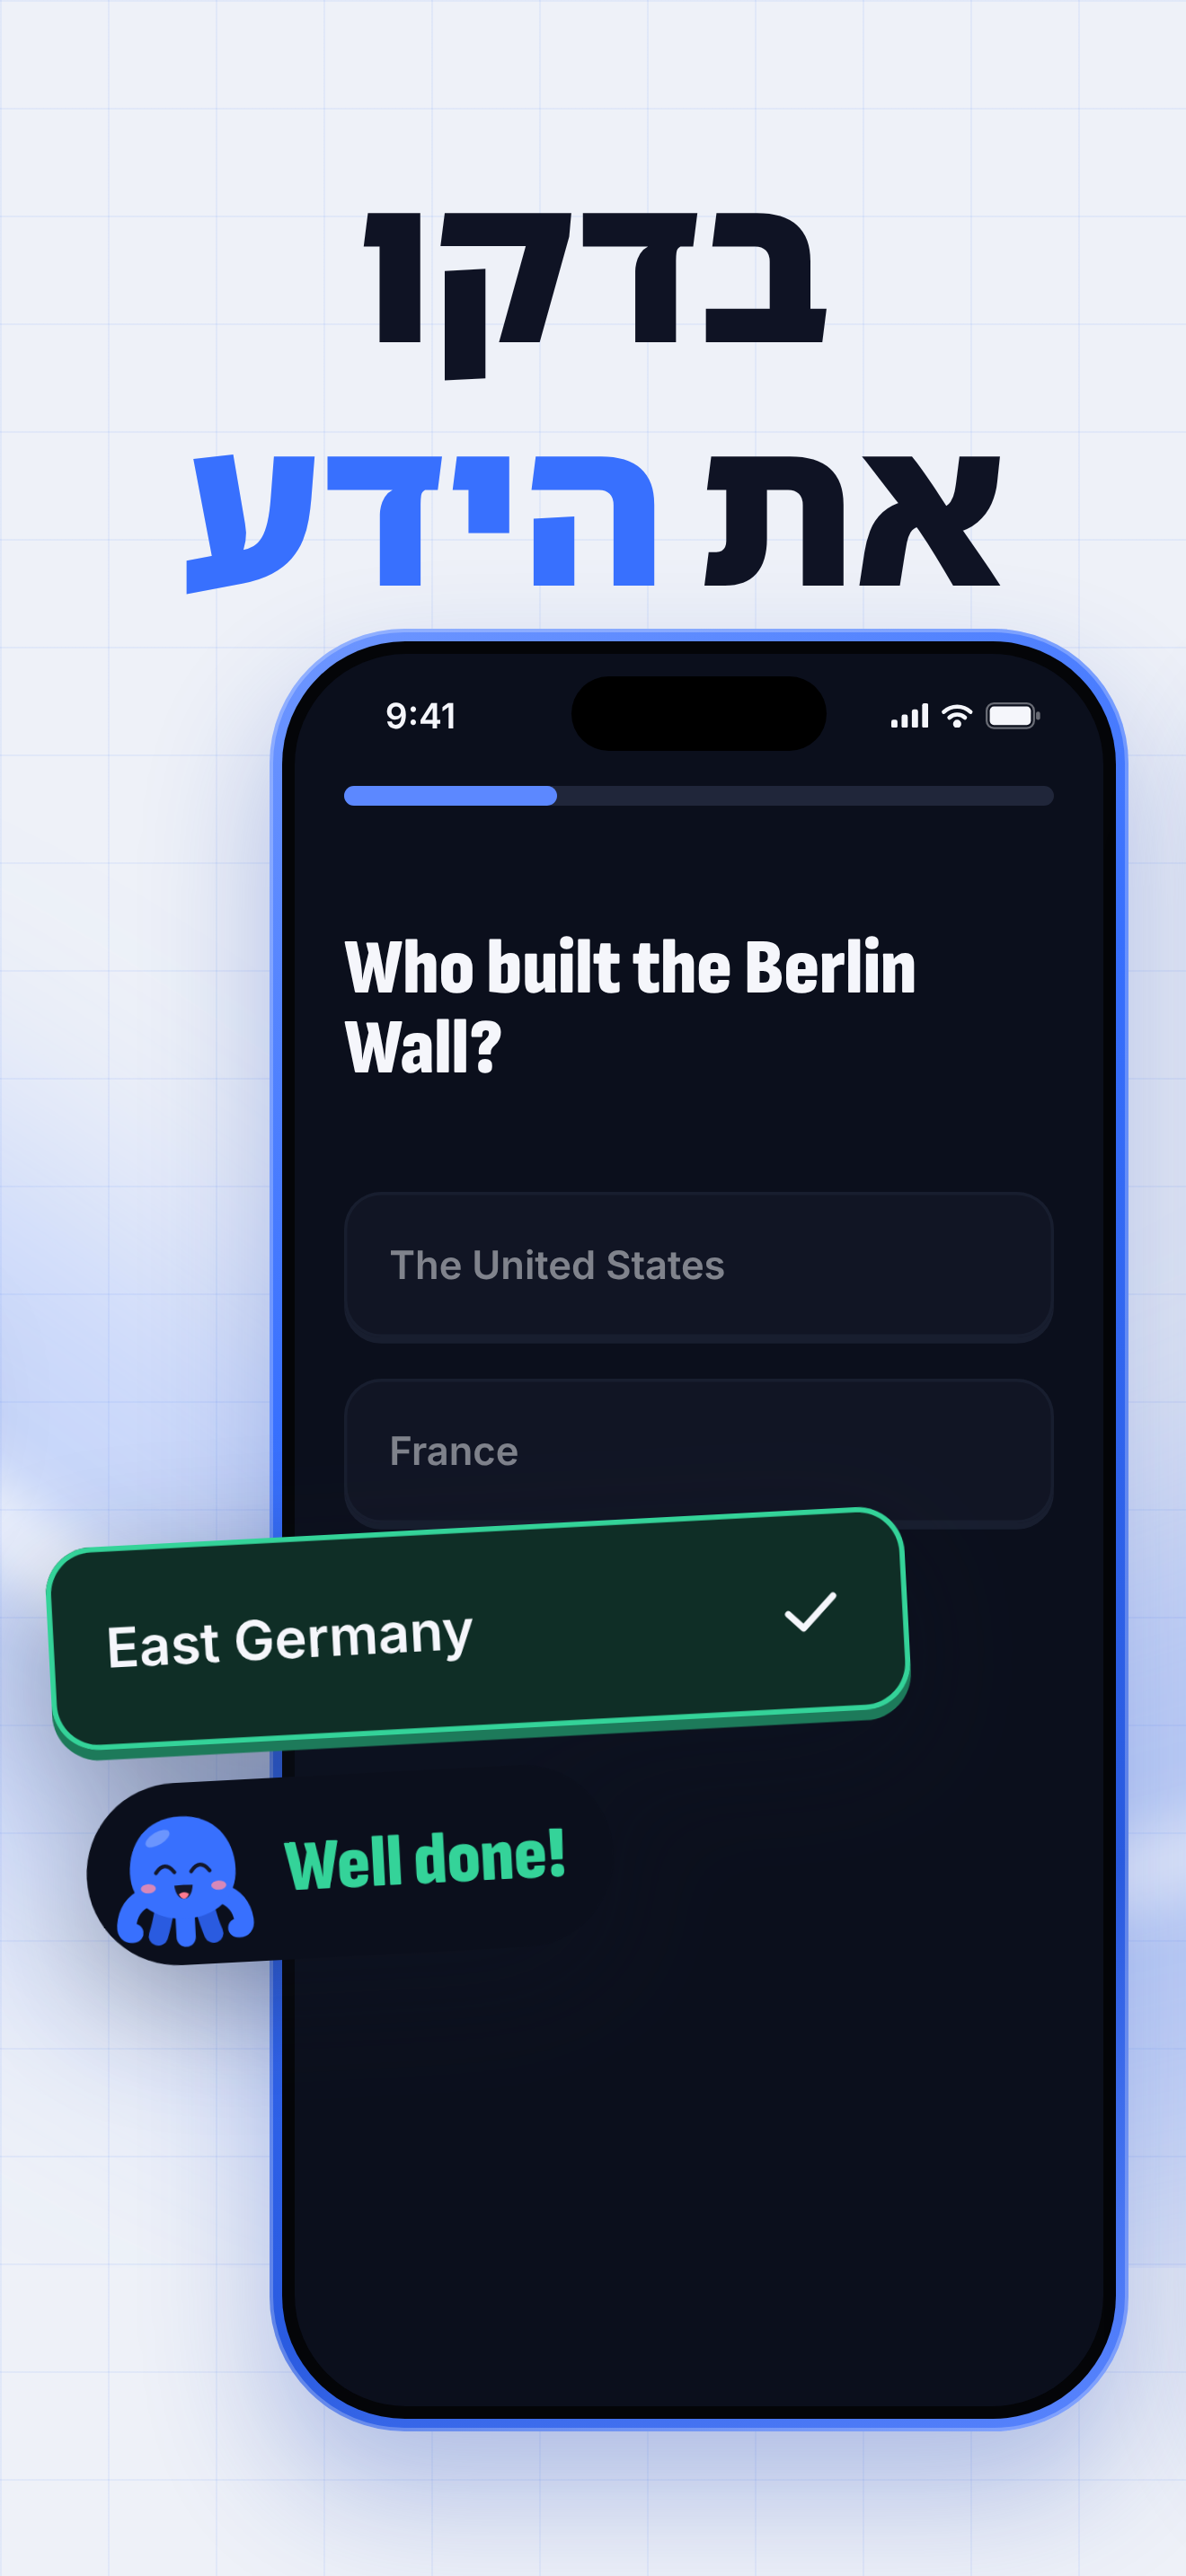 בדקו
את הידע
9:41
Who built the Berlin
Wall?
The United States
France
East Germany
Well done!